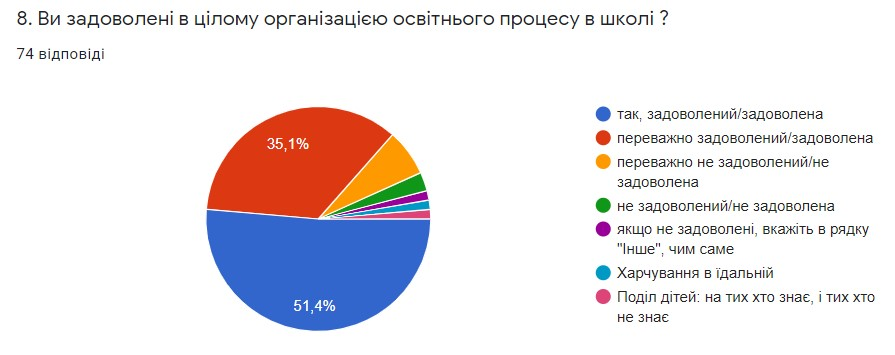 8. Ви задоволені в цілому організацією освітнього процесу в школі ?
74 відповіді
35,1%
51,4%
так, задоволений/задоволена
переважно задоволений/задоволена
переважно не задоволений/не
задоволена
не задоволений/не задоволена
якщо не задоволені, вкажіть в рядку
"Інше", чим саме
Харчування в їдальній
Поділ дітей: на тих хто знає, і тих хто
не знає